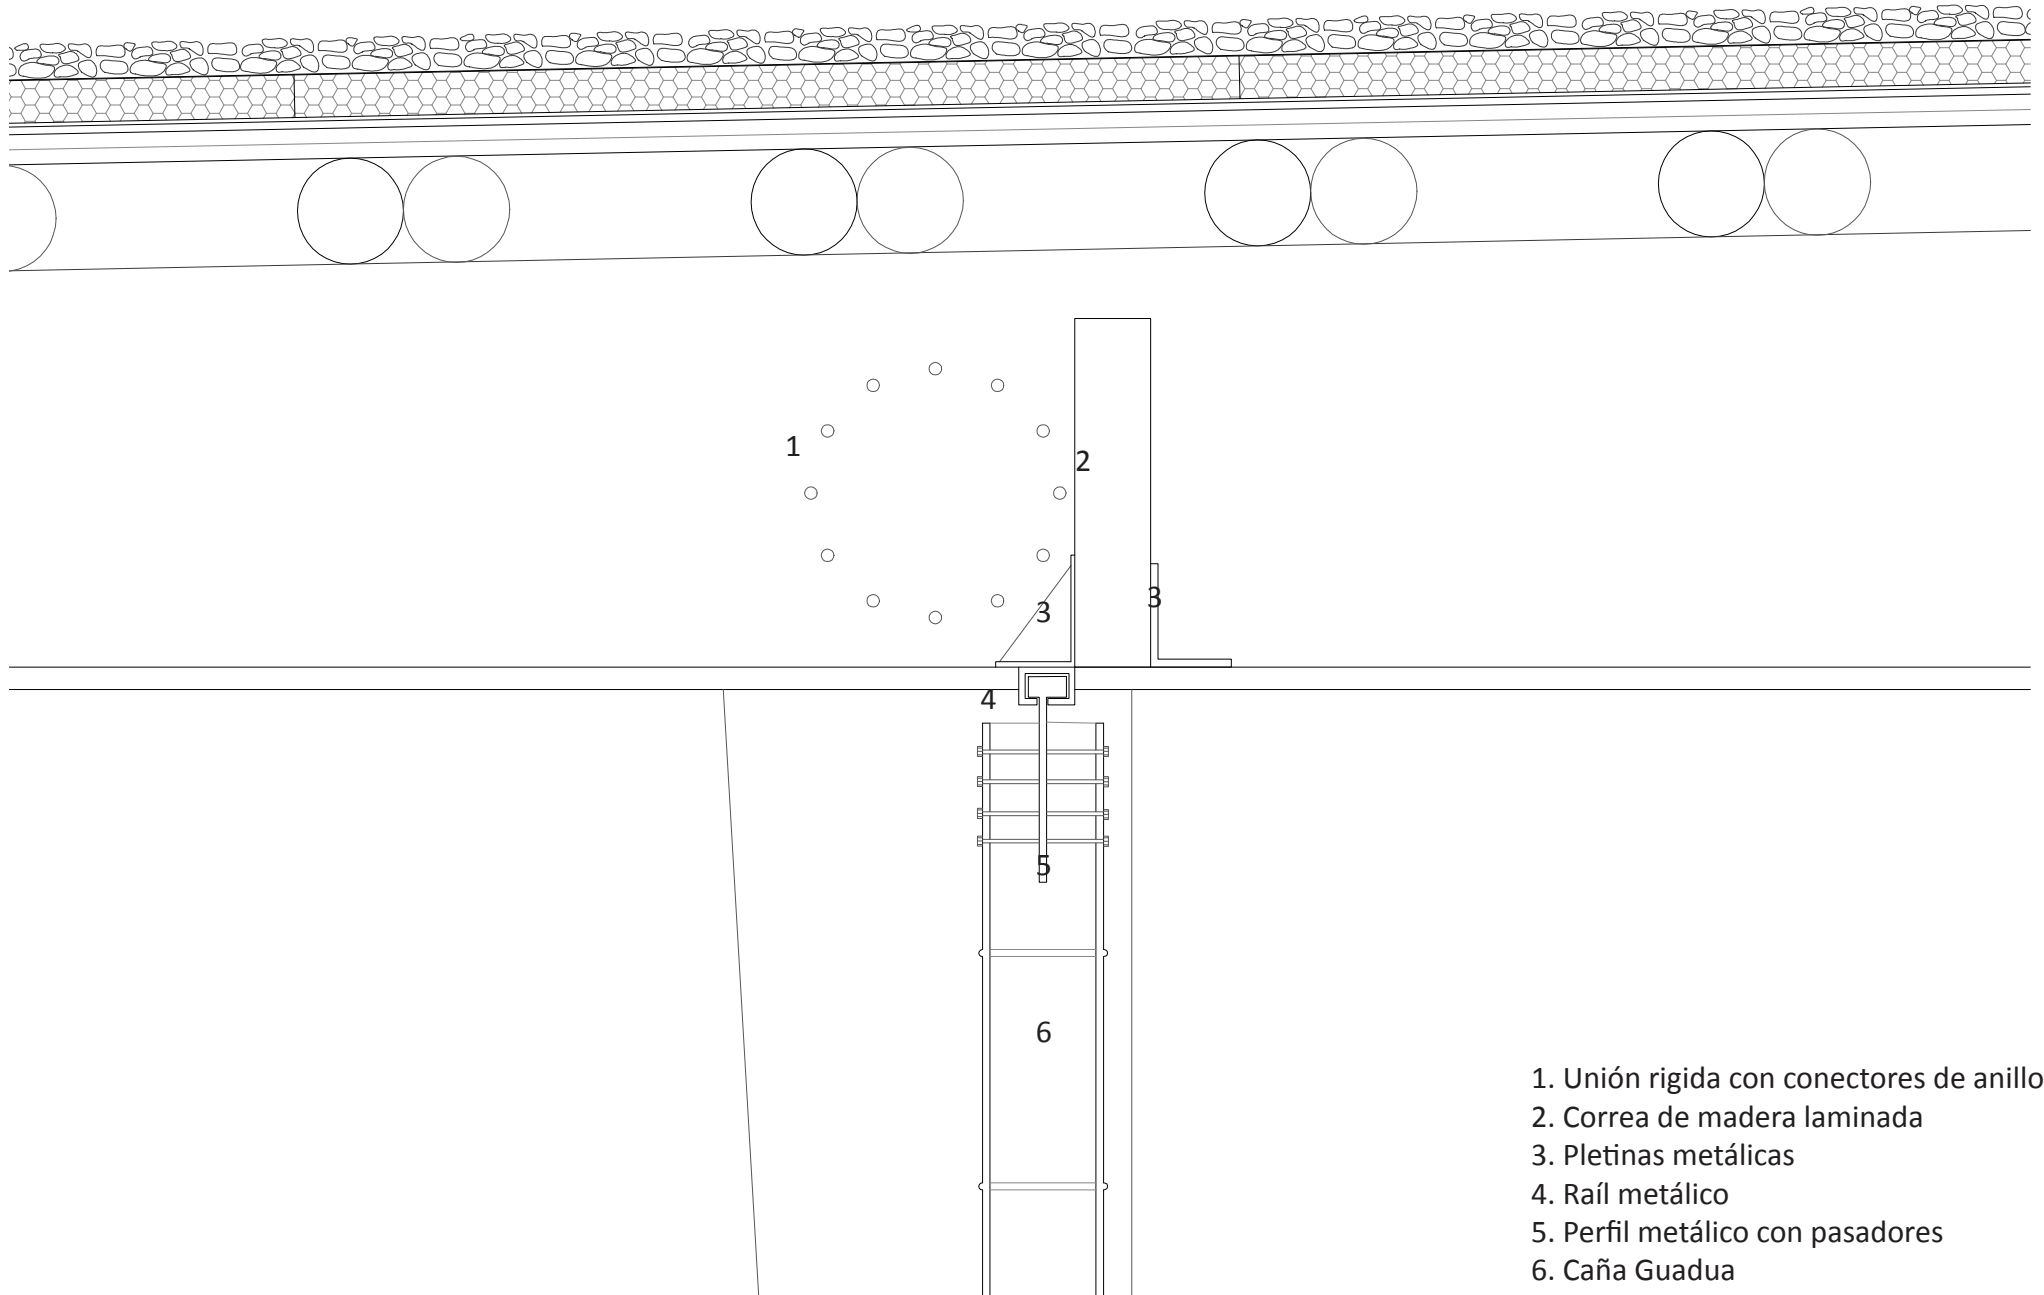 1
2
3
3
4
5
6
1. Unión rigida con conectores de anillo
2. Correa de madera laminada
3. Pletinas metálicas
4. Raíl metálico
5. Perfil metálico con pasadores
6. Caña Guadua